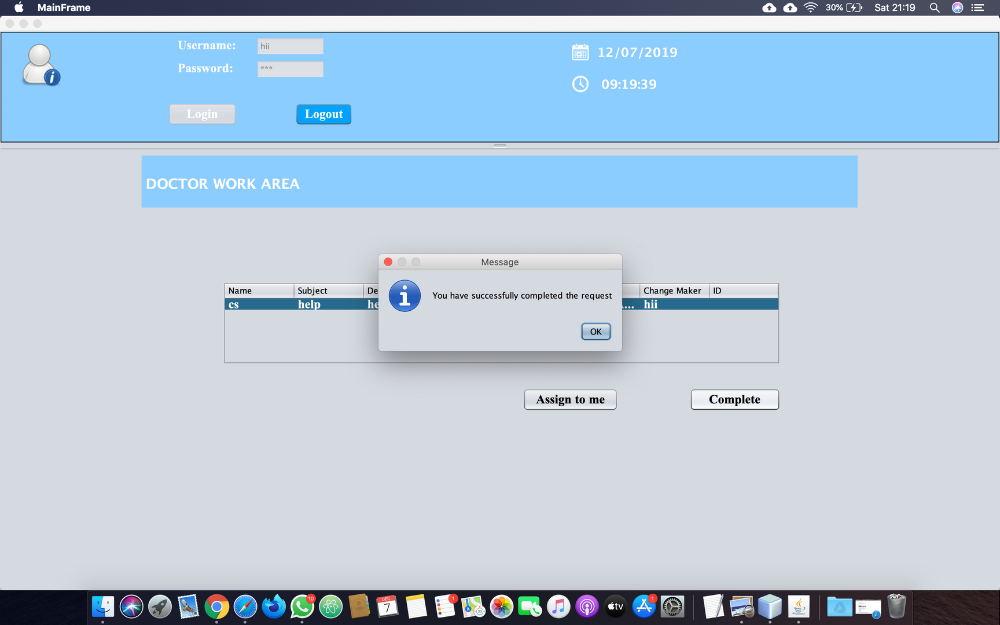 MainFrame
30%
Sat 21:19
Username:
hii
12/07/2019
Password:
***
09:19:39
Login
Logout
DOCTOR WORK AREA
Message
You have successfully completed the request
OK
Name
Subject
De
Change Maker
ID
cs
help
he
...
hii
Assign to me
Complete
10
DEC
7
1
tv
1